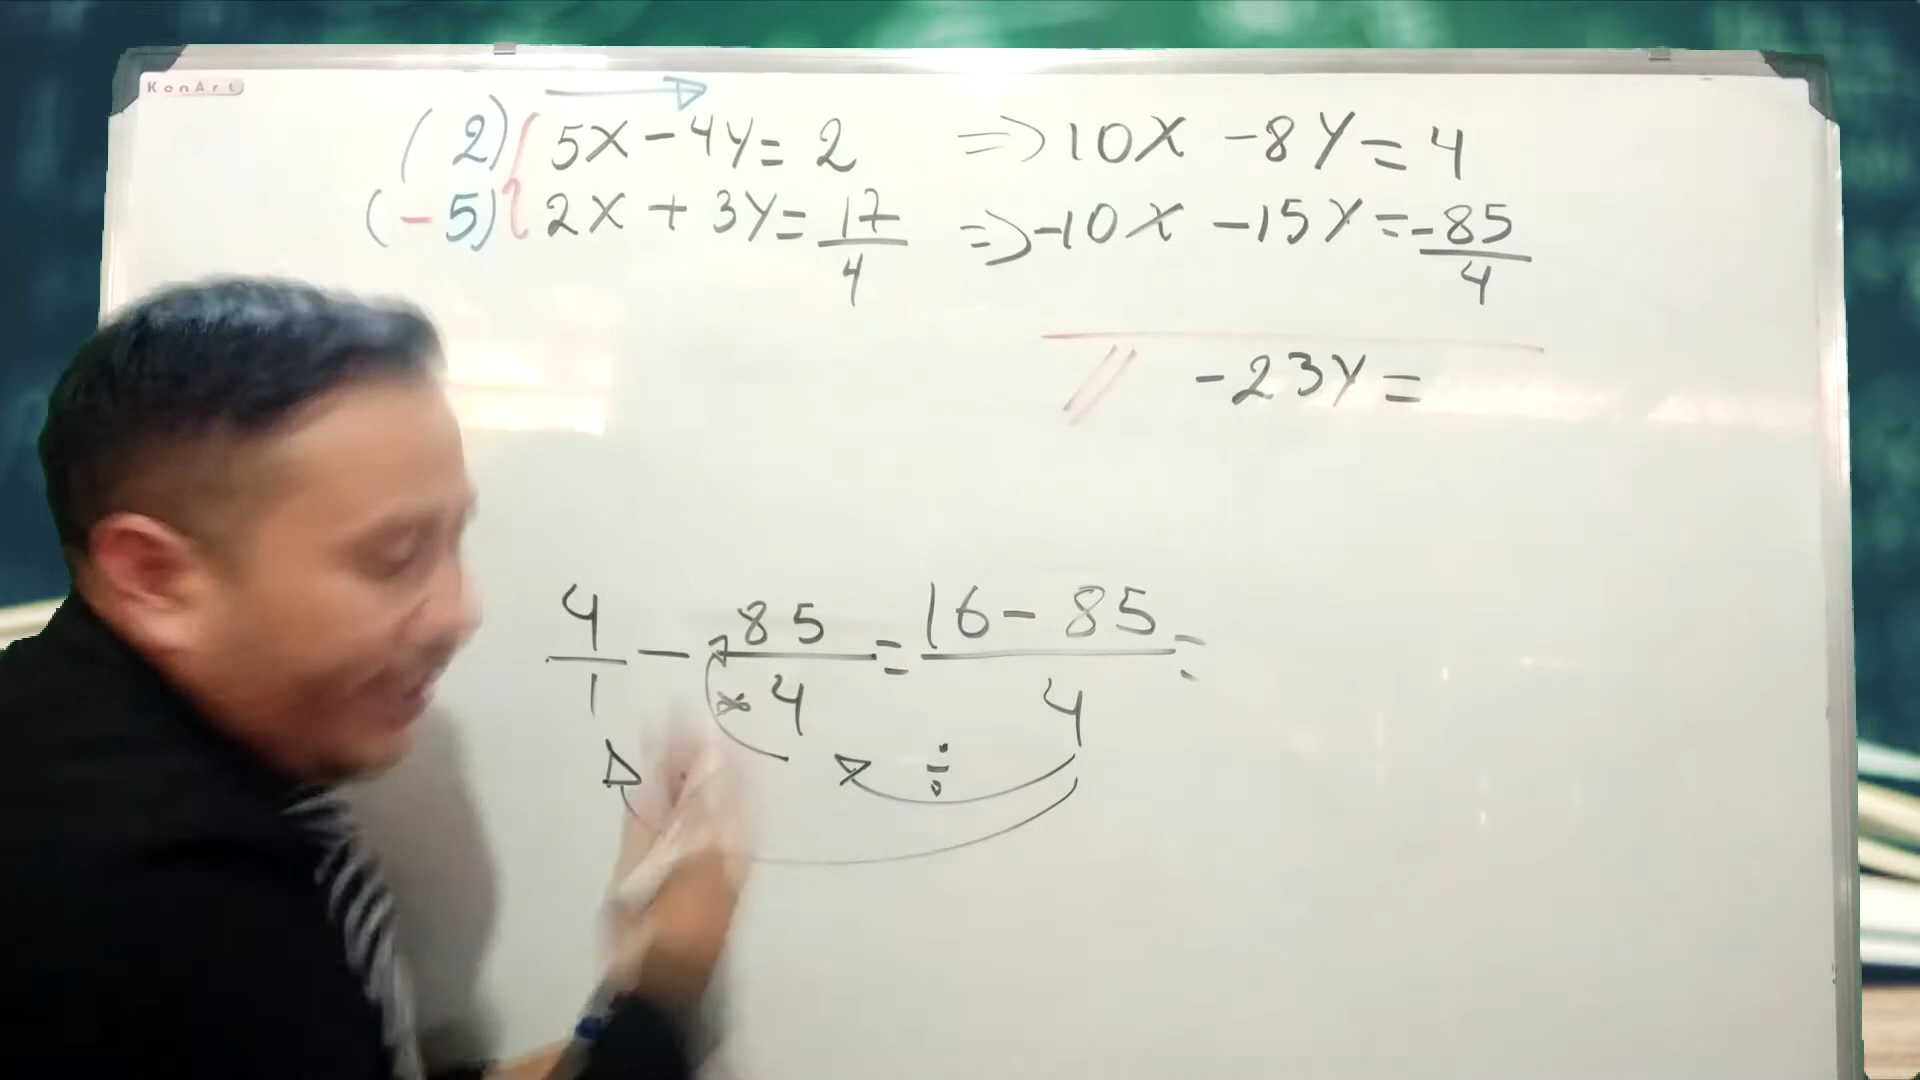 KonArt
(2) { 5X - 4Y = 2 => 10X - 8Y = 4
(-5) { 2X + 3Y = 17/4 => -10X - 15Y = -85/4
// -23Y =
4/1 - 85/4 = 16 - 85/4 =
× ÷